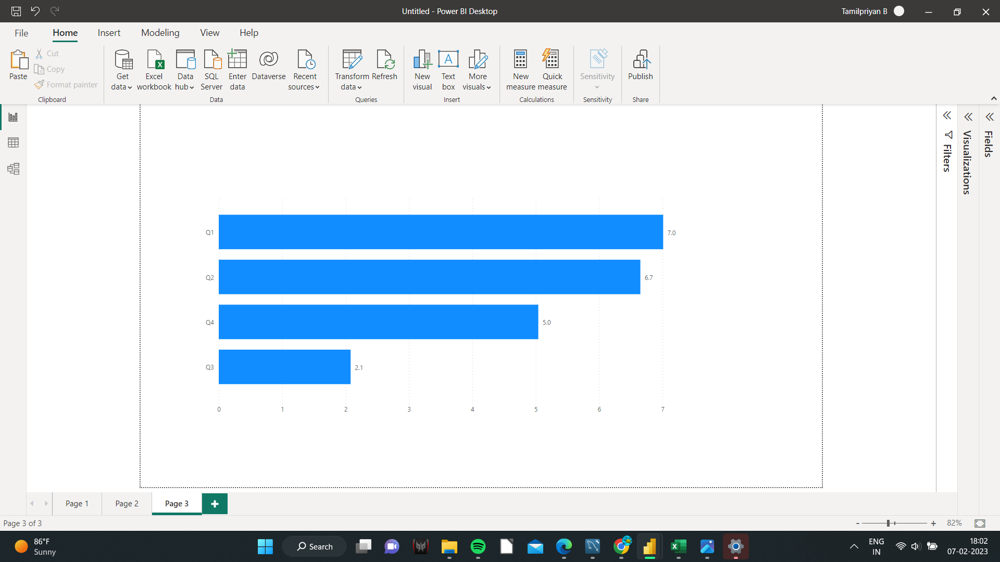 Untitled - Power BI Desktop
Tamilpriyan B
File Home Insert Modeling View Help
Paste
Cut
Copy
Format painter
Clipboard
Get data
Excel workbook
Data hub
SQL Server
Enter data
Dataverse
Recent sources
Data
Transform data
Refresh
Queries
New visual
Text box
More visuals
Insert
New measure
Quick measure
Calculations
Sensitivity
Sensitivity
Publish
Share
Filters
Visualizations
Fields
Q1 7.0
Q2 6.7
Q4 5.0
Q3 2.1
0 1 2 3 4 5 6 7
Page 1 Page 2 Page 3
Page 3 of 3
82%
86°F
Sunny
Search
ENG
IN
18:02
07-02-2023